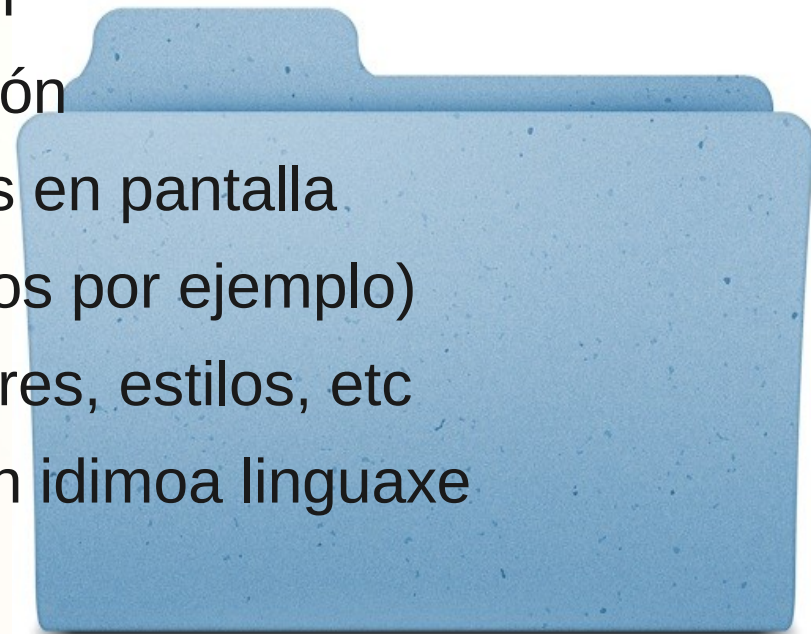 ón
s en pantalla
os por ejemplo)
res, estilos, etc
n idimoa linguaxe